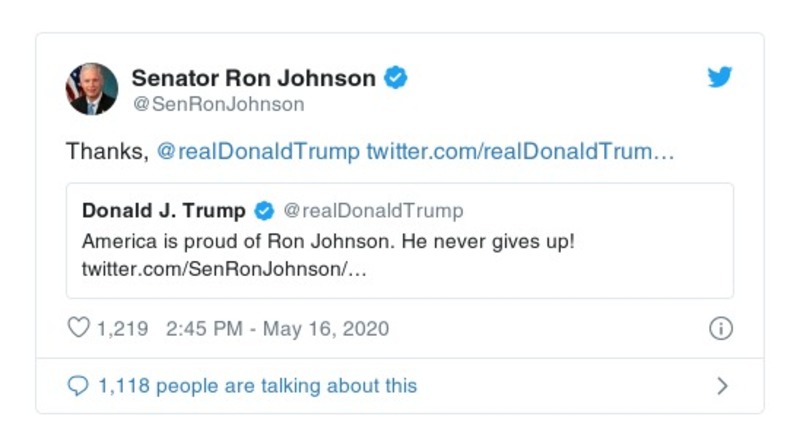 Senator Ron Johnson
@SenRonJohnson
Thanks, @realDonaldTrump twitter.com/realDonaldTrum…
Donald J. Trump @realDonaldTrump
America is proud of Ron Johnson. He never gives up!
twitter.com/SenRonJohnson/…
1,219 2:45 PM - May 16, 2020
1,118 people are talking about this